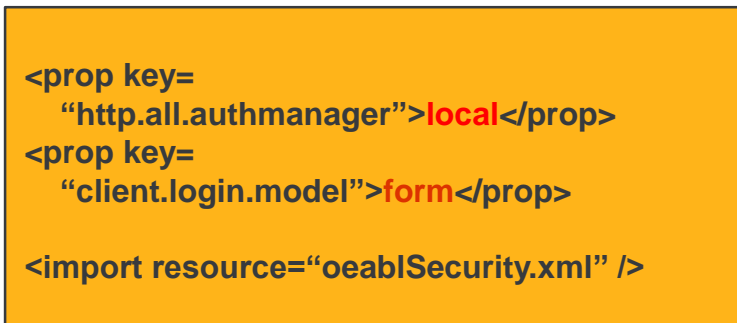 <prop key=
“http.all.authmanager”>local</prop>
<prop key=
“client.login.model”>form</prop>
<import resource=“oeablSecurity.xml” />